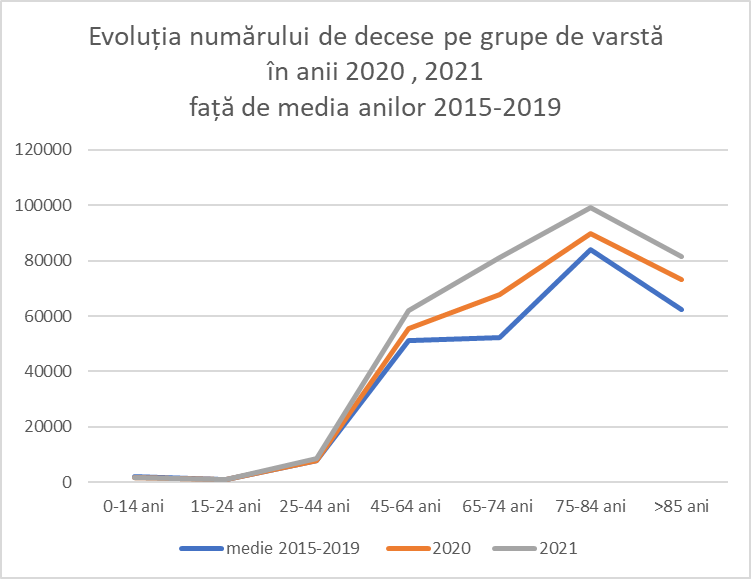 Evoluția numărului de decese pe grupe de varstă
în anii 2020 , 2021
față de media anilor 2015-2019
120000
100000
80000
60000
40000
20000
0
0-14 ani 15-24 ani 25-44 ani 45-64 ani 65-74 ani 75-84 ani >85 ani
medie 2015-2019 2020 2021